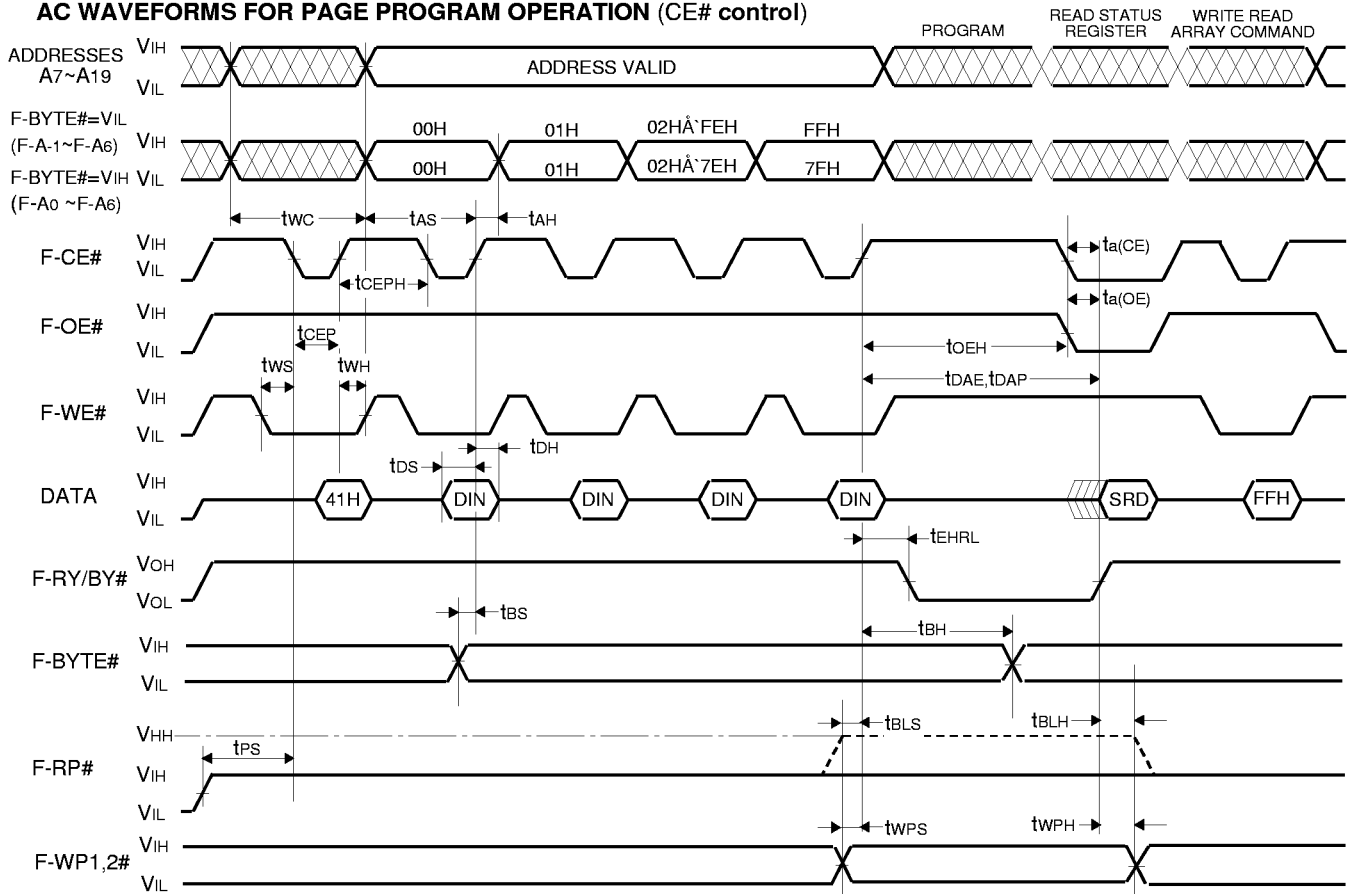 AC WAVEFORMS FOR PAGE PROGRAM OPERATION (CE# control)
PROGRAM
READ STATUS
REGISTER
WRITE READ
ARRAY COMMAND
ADDRESSES
A7~A19
VIH
VIL
ADDRESS VALID
F-BYTE#=VIL
(F-A-1~F-A6)
F-BYTE#=VIH
(F-A0 ~F-A6)
VIH
VIL
00H 01H 02HÅ`FEH FFH
00H 01H 02HÅ`7EH 7FH
tWC tAS tAH
F-CE#
VIH
VIL
tCEPH
ta(CE)
F-OE#
VIH
VIL
ta(OE)
tCEP
tOEH
tWS tWH
tDAE,tDAP
F-WE#
VIH
VIL
tDS tDH
DATA
VIH
VIL
41H DIN DIN DIN DIN SRD FFH
tEHRL
F-RY/BY#
VOH
VOL
tBS
tBH
F-BYTE#
VIH
VIL
VHH
tPS
tBLS tBLH
F-RP#
VIH
VIL
tWPS tWPH
F-WP1,2#
VIH
VIL